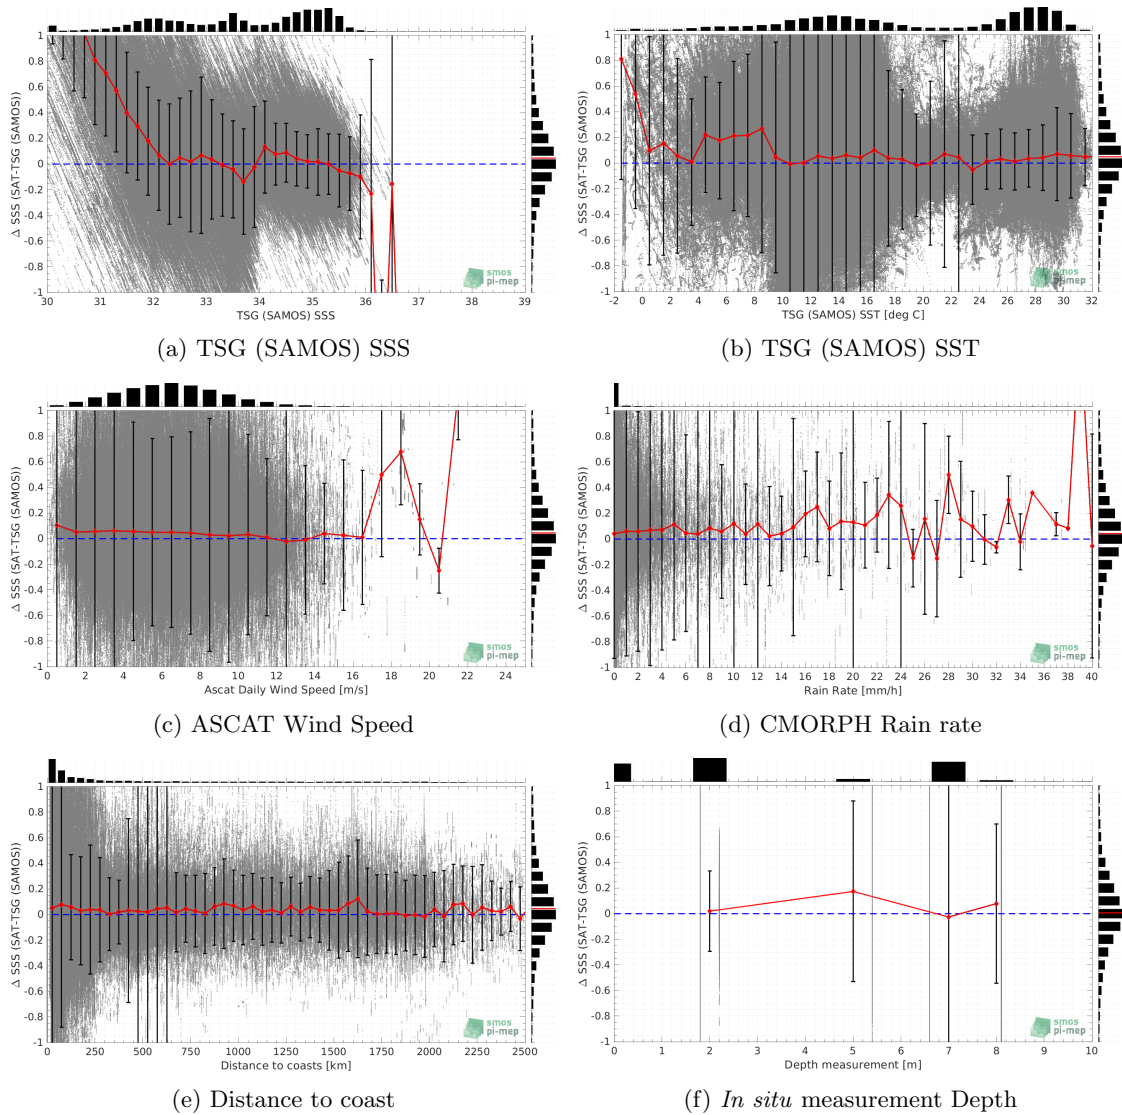 1
0.8
0.6
0.4
0.2
0
-0.2
-0.4
-0.6
-0.8
-1
Δ SSS (SAT-TSG (SAMOS))
30 31 32 33 34 35 36 37 38 39
TSG (SAMOS) SSS
smos
pi-mep
(a) TSG (SAMOS) SSS
1
0.8
0.6
0.4
0.2
0
-0.2
-0.4
-0.6
-0.8
-1
Δ SSS (SAT-TSG (SAMOS))
-2 0 2 4 6 8 10 12 14 16 18 20 22 24 26 28 30 32
TSG (SAMOS) SST [deg C]
smos
pi-mep
(b) TSG (SAMOS) SST
1
0.8
0.6
0.4
0.2
0
-0.2
-0.4
-0.6
-0.8
-1
Δ SSS (SAT-TSG (SAMOS))
0 2 4 6 8 10 12 14 16 18 20 22 24
Ascat Daily Wind Speed [m/s]
smos
pi-mep
(c) ASCAT Wind Speed
1
0.8
0.6
0.4
0.2
0
-0.2
-0.4
-0.6
-0.8
-1
Δ SSS (SAT-TSG (SAMOS))
0 2 4 6 8 10 12 14 16 18 20 22 24 26 28 30 32 34 36 38 40
Rain Rate [mm/h]
smos
pi-mep
(d) CMORPH Rain rate
1
0.8
0.6
0.4
0.2
0
-0.2
-0.4
-0.6
-0.8
-1
Δ SSS (SAT-TSG (SAMOS))
0 250 500 750 1000 1250 1500 1750 2000 2250 2500
Distance to coasts [km]
smos
pi-mep
(e) Distance to coast
1
0.8
0.6
0.4
0.2
0
-0.2
-0.4
-0.6
-0.8
-1
Δ SSS (SAT-TSG (SAMOS))
0 1 2 3 4 5 6 7 8 9 10
Depth measurement [m]
smos
pi-mep
(f) In situ measurement Depth